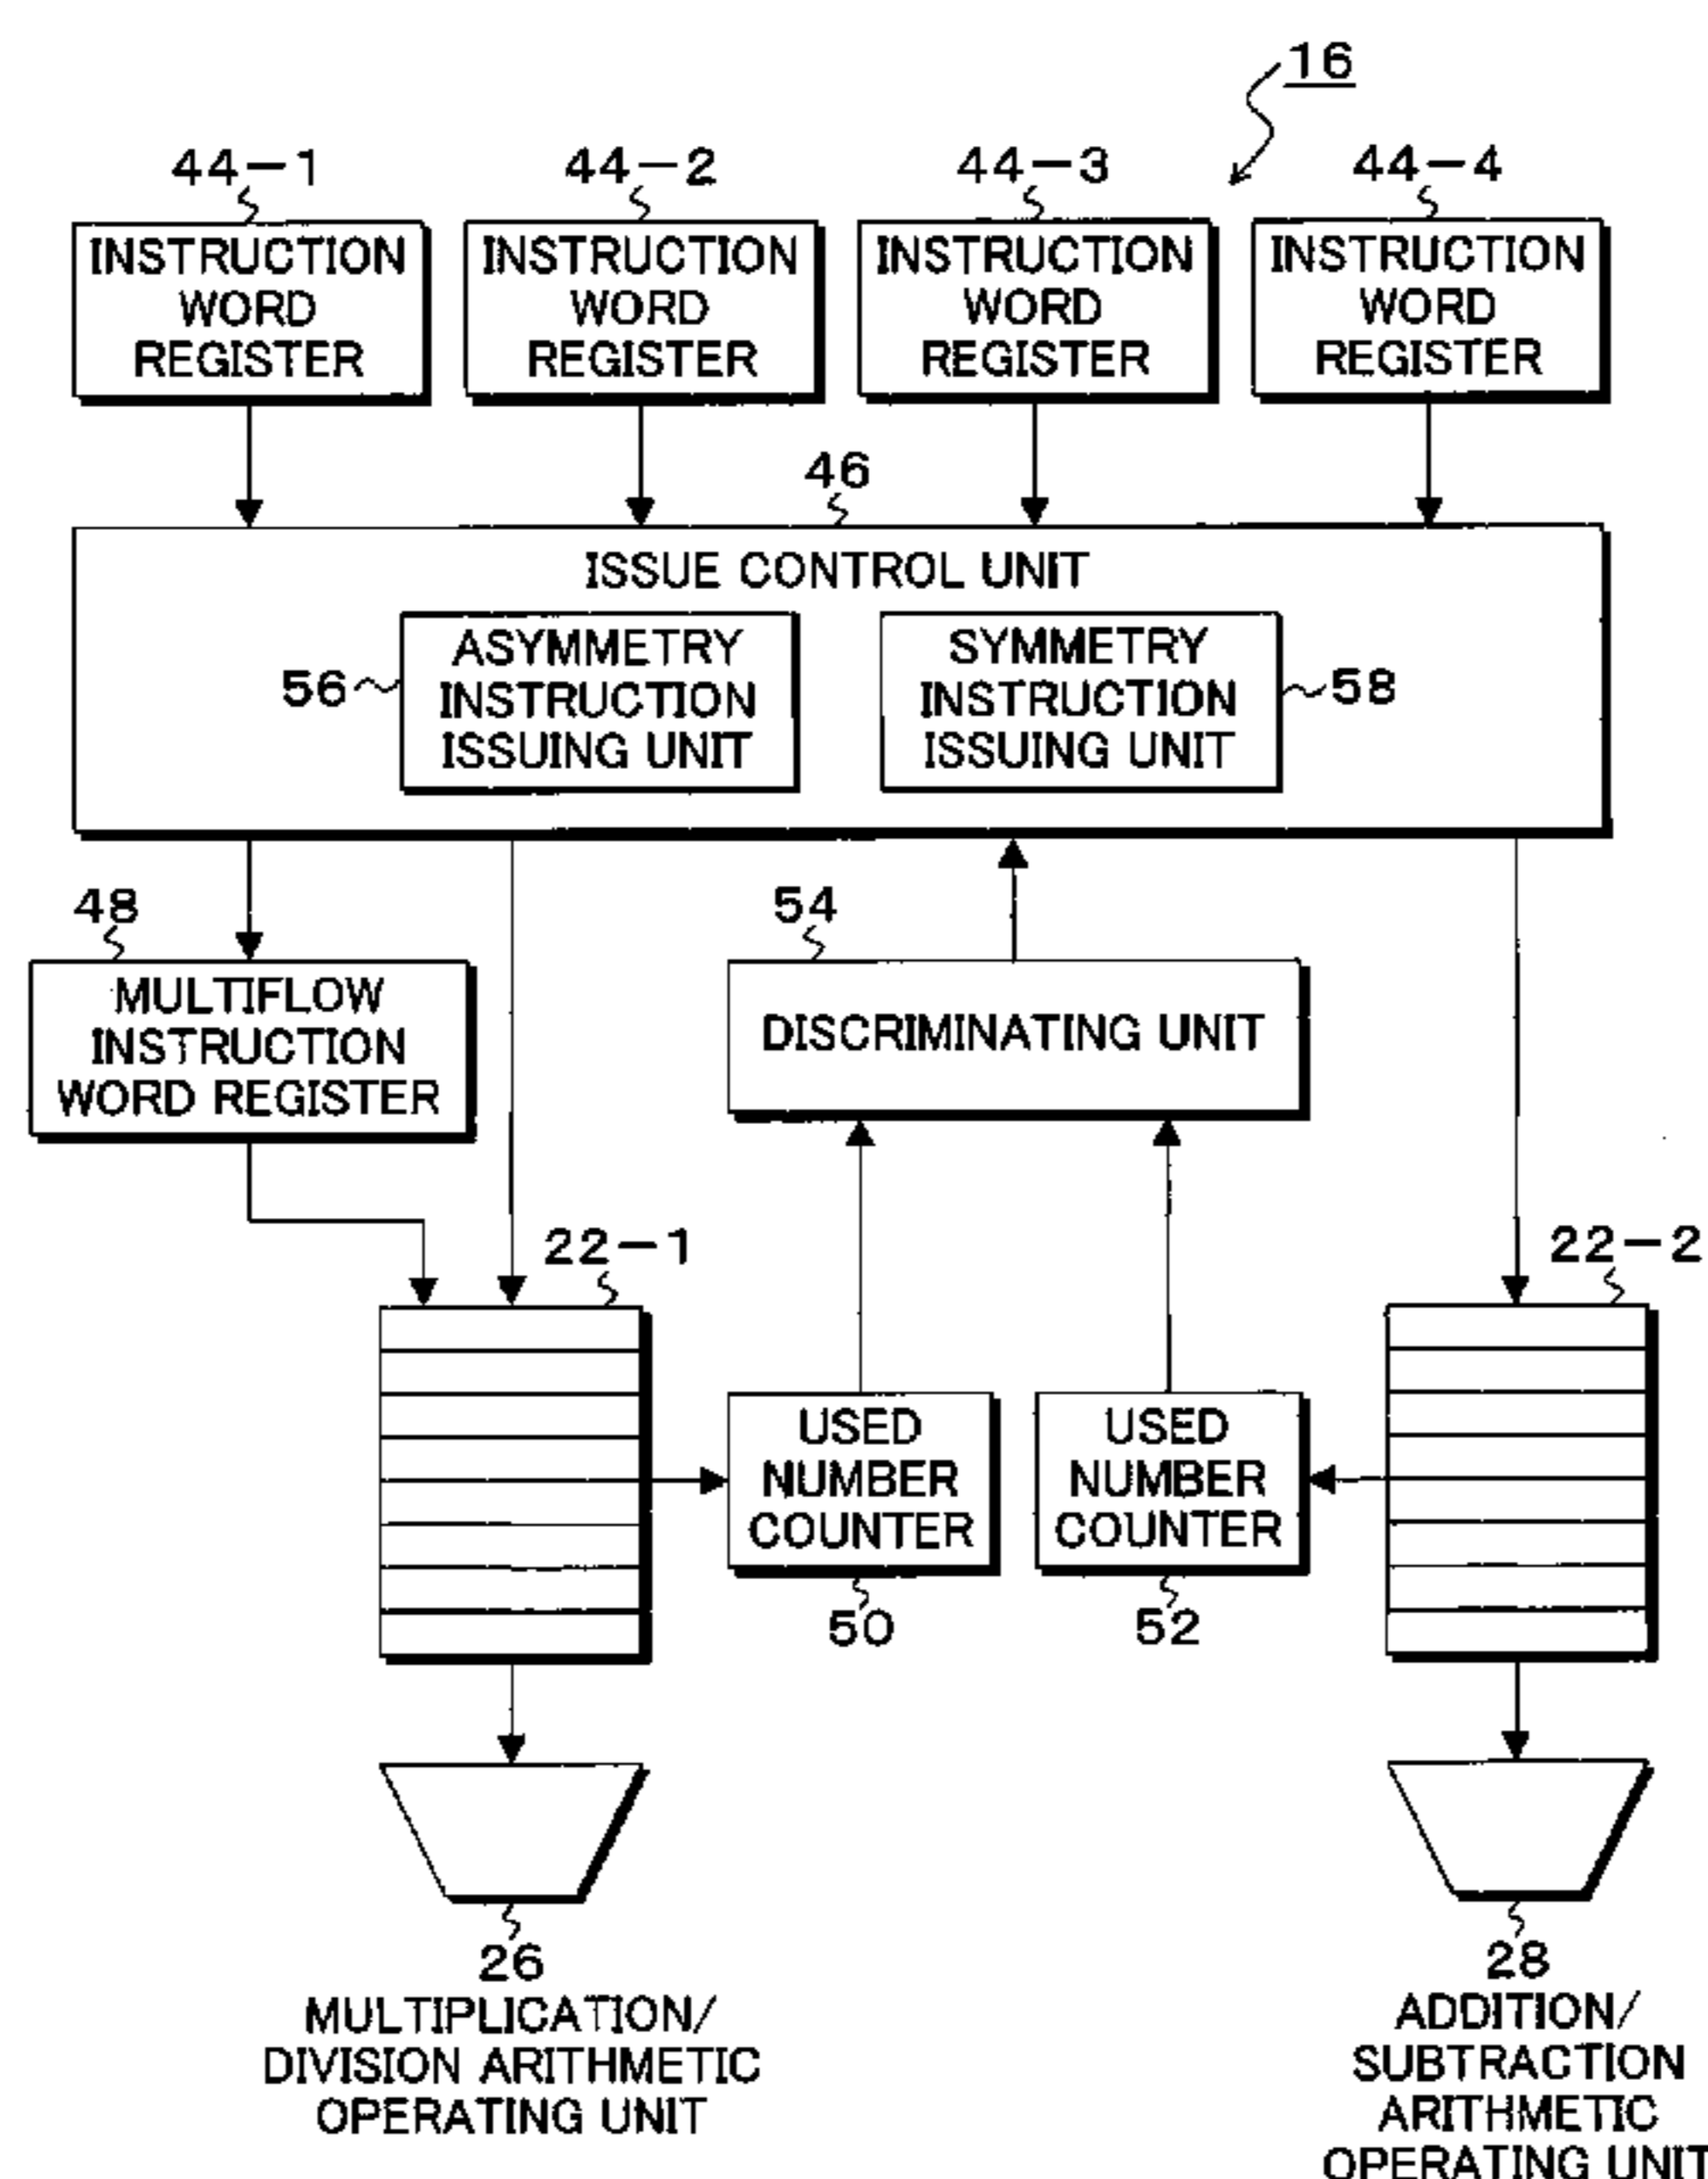 16
44-1
44-2
44-3
44-4
INSTRUCTION
WORD
REGISTER
INSTRUCTION
WORD
REGISTER
INSTRUCTION
WORD
REGISTER
INSTRUCTION
WORD
REGISTER
46
ISSUE CONTROL UNIT
56
ASYMMETRY
INSTRUCTION
ISSUING UNIT
SYMMETRY
INSTRUCTION
ISSUING UNIT
58
48
MULTIFLOW
INSTRUCTION
WORD REGISTER
54
DISCRIMINATING UNIT
22-1
22-2
USED
NUMBER
COUNTER
50
USED
NUMBER
COUNTER
52
26
MULTIPLICATION/
DIVISION ARITHMETIC
OPERATING UNIT
28
ADDITION/
SUBTRACTION
ARITHMETIC
OPERATING UNIT